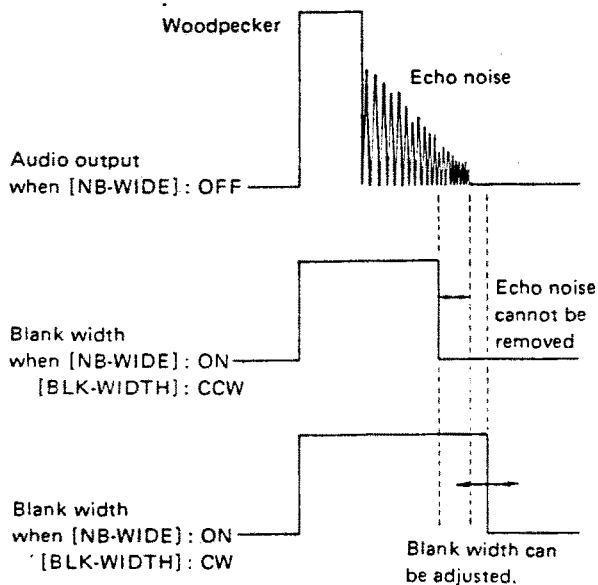 Woodpecker
Echo noise
Audio output
when [NB-WIDE] : OFF
Echo noise
cannot be
removed
Blank width
when [NB-WIDE] : ON
[BLK-WIDTH] : CCW
Blank width
when [NB-WIDE] : ON
[BLK-WIDTH] : CW
Blank width can
be adjusted.